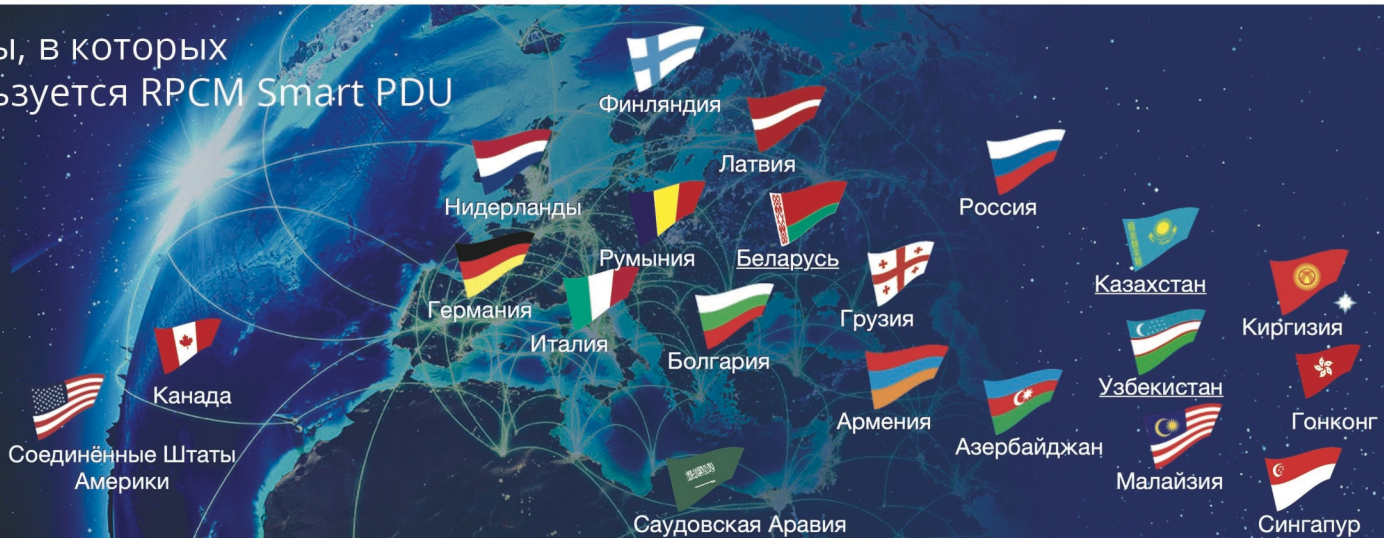 ы, в которых
ьзуется RPCM Smart PDU
Финляндия
Латвия
Нидерланды
Россия
Румыния
Беларусь
Казахстан
Германия
Италия
Грузия
Киргизия
Болгария
Канада
Узбекистан
Армения
Гонконг
Азербайджан
Соединённые Штаты
Америки
Малайзия
Саудовская Аравия
Сингапур